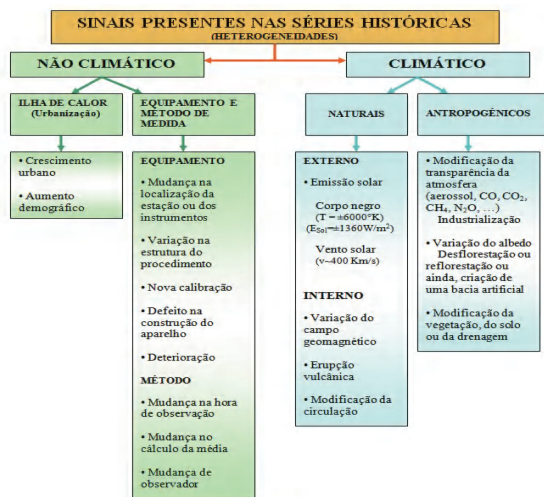 SINAIS PRESENTES NAS SÉRIES HISTÓRICAS
(HETEROGENEIDADES)
NÃO CLIMÁTICO
CLIMÁTICO
ILHA DE CALOR
(Urbanização)
EQUIPAMENTO E
MÉTODO DE
MEDIDA
NATURAIS
ANTROPOGÊNICOS
• Crescimento
urbano
• Aumento
demográfico
EQUIPAMENTO
• Mudança na
localização da
estação ou dos
instrumentos
• Variação na
estrutura do
procedimento
• Nova calibração
• Defeito na
construção do
aparelho
• Deterioração
MÉTODO
• Mudança na hora
de observação
• Mudança no
cálculo da média
• Mudança de
observador
EXTERNO
• Emissão solar
Corpo negro
(T = ±6000°K)
(E_Sol=±1360W/m²)
Vento solar
(v~400 Km/s)
INTERNO
• Variação do
campo
geomagnético
• Erupção
vulcânica
• Modificação da
circulação
• Modificação da
transparência da
atmosfera
(aerossol, CO, CO₂,
CH₄, N₂O, ...)
Industrialização
• Variação do albedo
Desflorestação ou
reflorestação ou
ainda, criação de
uma bacia artificial
• Modificação da
vegetação, do solo
ou da drenagem